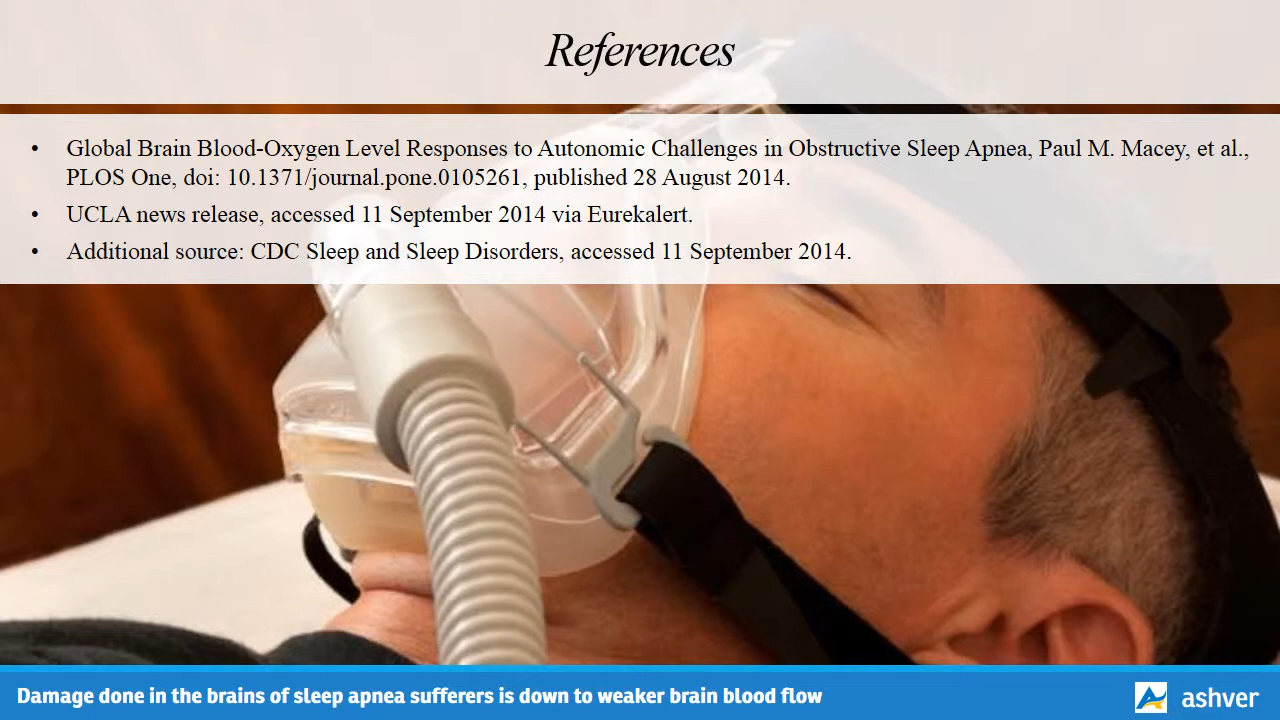 References
• Global Brain Blood-Oxygen Level Responses to Autonomic Challenges in Obstructive Sleep Apnea, Paul M. Macey, et al.,
PLOS One, doi: 10.1371/journal.pone.0105261, published 28 August 2014.
• UCLA news release, accessed 11 September 2014 via Eurekalert.
• Additional source: CDC Sleep and Sleep Disorders, accessed 11 September 2014.
Damage done in the brains of sleep apnea sufferers is down to weaker brain blood flow
ashver